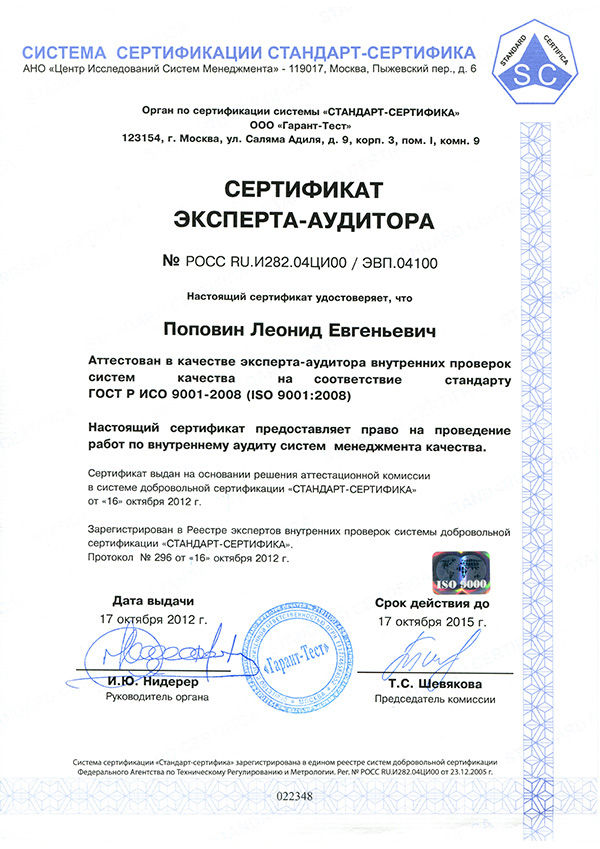 СИСТЕМА СЕРТИФИКАЦИИ СТАНДАРТ-СЕРТИФИКА
АНО «Центр Исследований Систем Менеджмента» - 119017, Москва, Пыжевский пер., д. 6
STANDARD CERTIFICA
SC
Орган по сертификации системы «СТАНДАРТ-СЕРТИФИКА»
ООО «Гарант-Тест»
123154, г. Москва, ул. Саляма Адиля, д. 9, корп. 3, пом. I, комн. 9
СЕРТИФИКАТ
ЭКСПЕРТА-АУДИТОРА
№ РОСС RU.И282.04ЦИ00 / ЭВП.04100
Настоящий сертификат удостоверяет, что
Поповин Леонид Евгеньевич
Аттестован в качестве эксперта-аудитора внутренних проверок
систем качества на соответствие стандарту
ГОСТ Р ИСО 9001-2008 (ISO 9001:2008)
Настоящий сертификат предоставляет право на проведение
работ по внутреннему аудиту систем менеджмента качества.
Сертификат выдан на основании решения аттестационной комиссии
в системе добровольной сертификации «СТАНДАРТ-СЕРТИФИКА»
от «16» октября 2012 г.
Зарегистрирован в Реестре экспертов внутренних проверок системы добровольной
сертификации «СТАНДАРТ-СЕРТИФИКА».
Протокол № 296 от «16» октября 2012 г.
ISO 9000
Дата выдачи
17 октября 2012 г.
Срок действия до
17 октября 2015 г.
«Гарант-Тест»
МОСКВА
И.Ю. Нидерер
Руководитель органа
Т.С. Шевякова
Председатель комиссии
Система сертификации «Стандарт-сертифика» зарегистрирована в едином реестре систем добровольной сертификации
Федерального Агентства по Техническому Регулированию и Метрологии. Рег. № РОСС RU.И282.04ЦИ00 от 23.12.2005 г.
022348